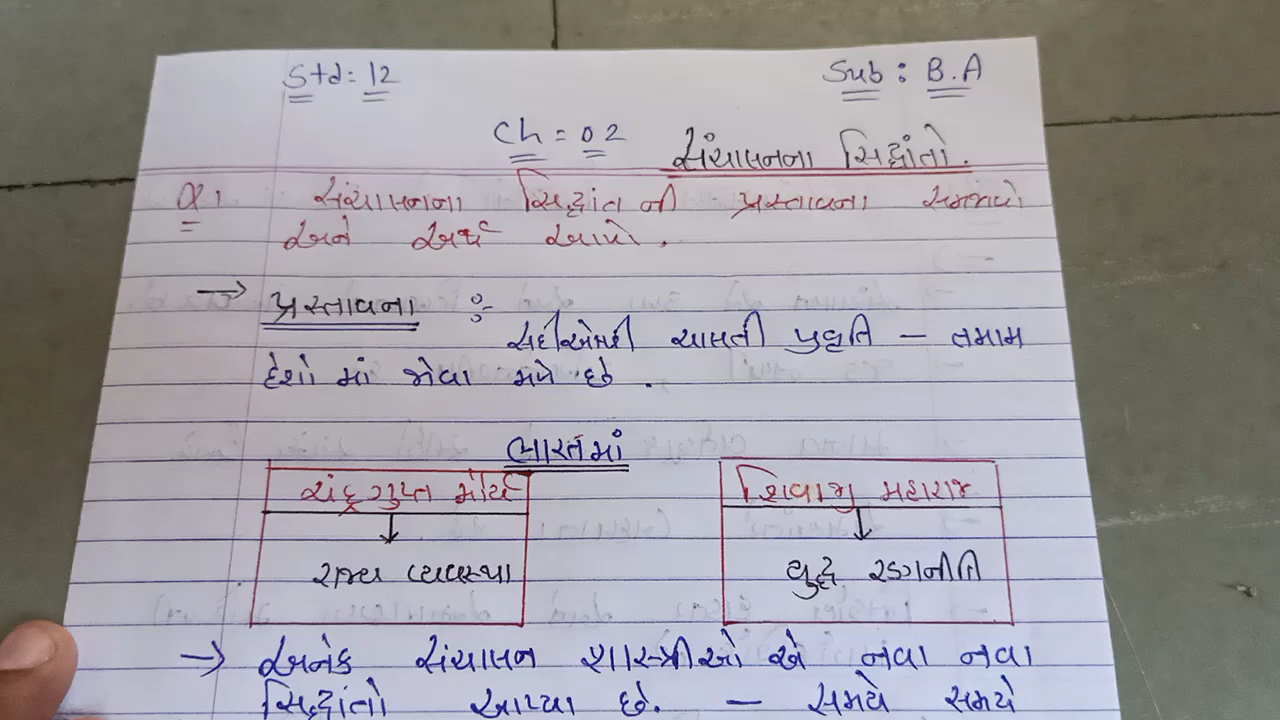 Std: 12
Sub: B.A
Ch = 02 સંચાલનના સિદ્ધાંતો.
Q1 સંચાલનના સિદ્ધાંત ની પ્રસ્તાવના સમજાવો
અને અર્થ આપો.
→ પ્રસ્તાવના :-
સદીઓથી ચાલતી પ્રવૃતિ – તમામ
દેશો માં જોવા મળે છે.
ભારતમાં
ચંદ્રગુપ્ત મોર્ય
શિવાજી મહારાજ
↓
↓
રાજ્ય વ્યવસ્થા
યુદ્ધ રણનીતિ
→ અનેક સંચાલન શાસ્ત્રીઓ એ નવા નવા
સિદ્ધાંતો આપ્યા છે. – સમયે સમયે